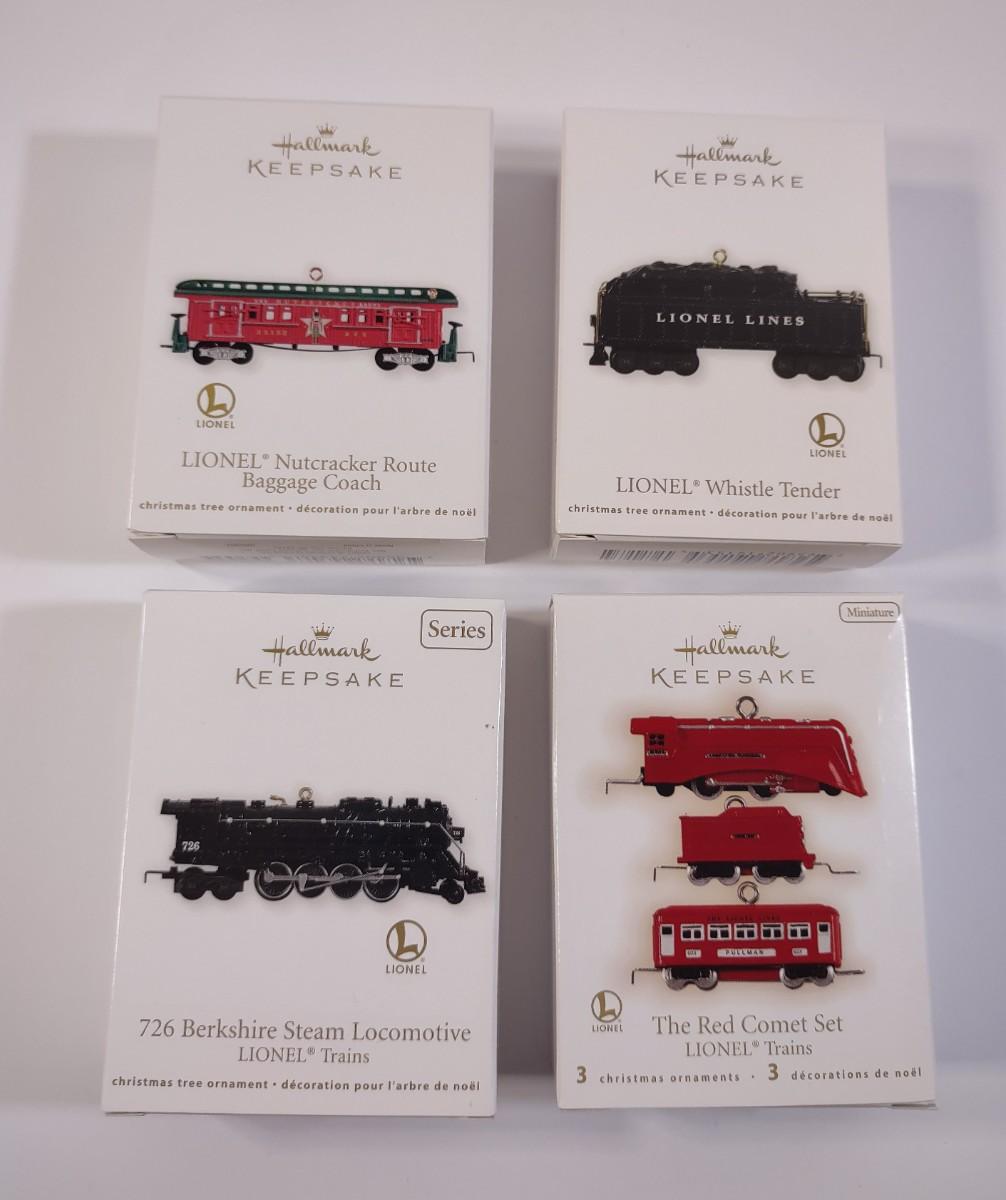 Hallmark
KEEPSAKE
LIONEL®
LIONEL® Nutcracker Route
Baggage Coach
christmas tree ornament • décoration pour l'arbre de noël
Hallmark
KEEPSAKE
LIONEL LINES
LIONEL®
LIONEL® Whistle Tender
christmas tree ornament • décoration pour l'arbre de noël
Series
Hallmark
KEEPSAKE
726
LIONEL®
726 Berkshire Steam Locomotive
LIONEL® Trains
christmas tree ornament • décoration pour l'arbre de noël
Miniature
Hallmark
KEEPSAKE
THE LIONEL LINES
PULLMAN
LIONEL®
The Red Comet Set
LIONEL® Trains
3 christmas ornaments • 3 décorations de noël